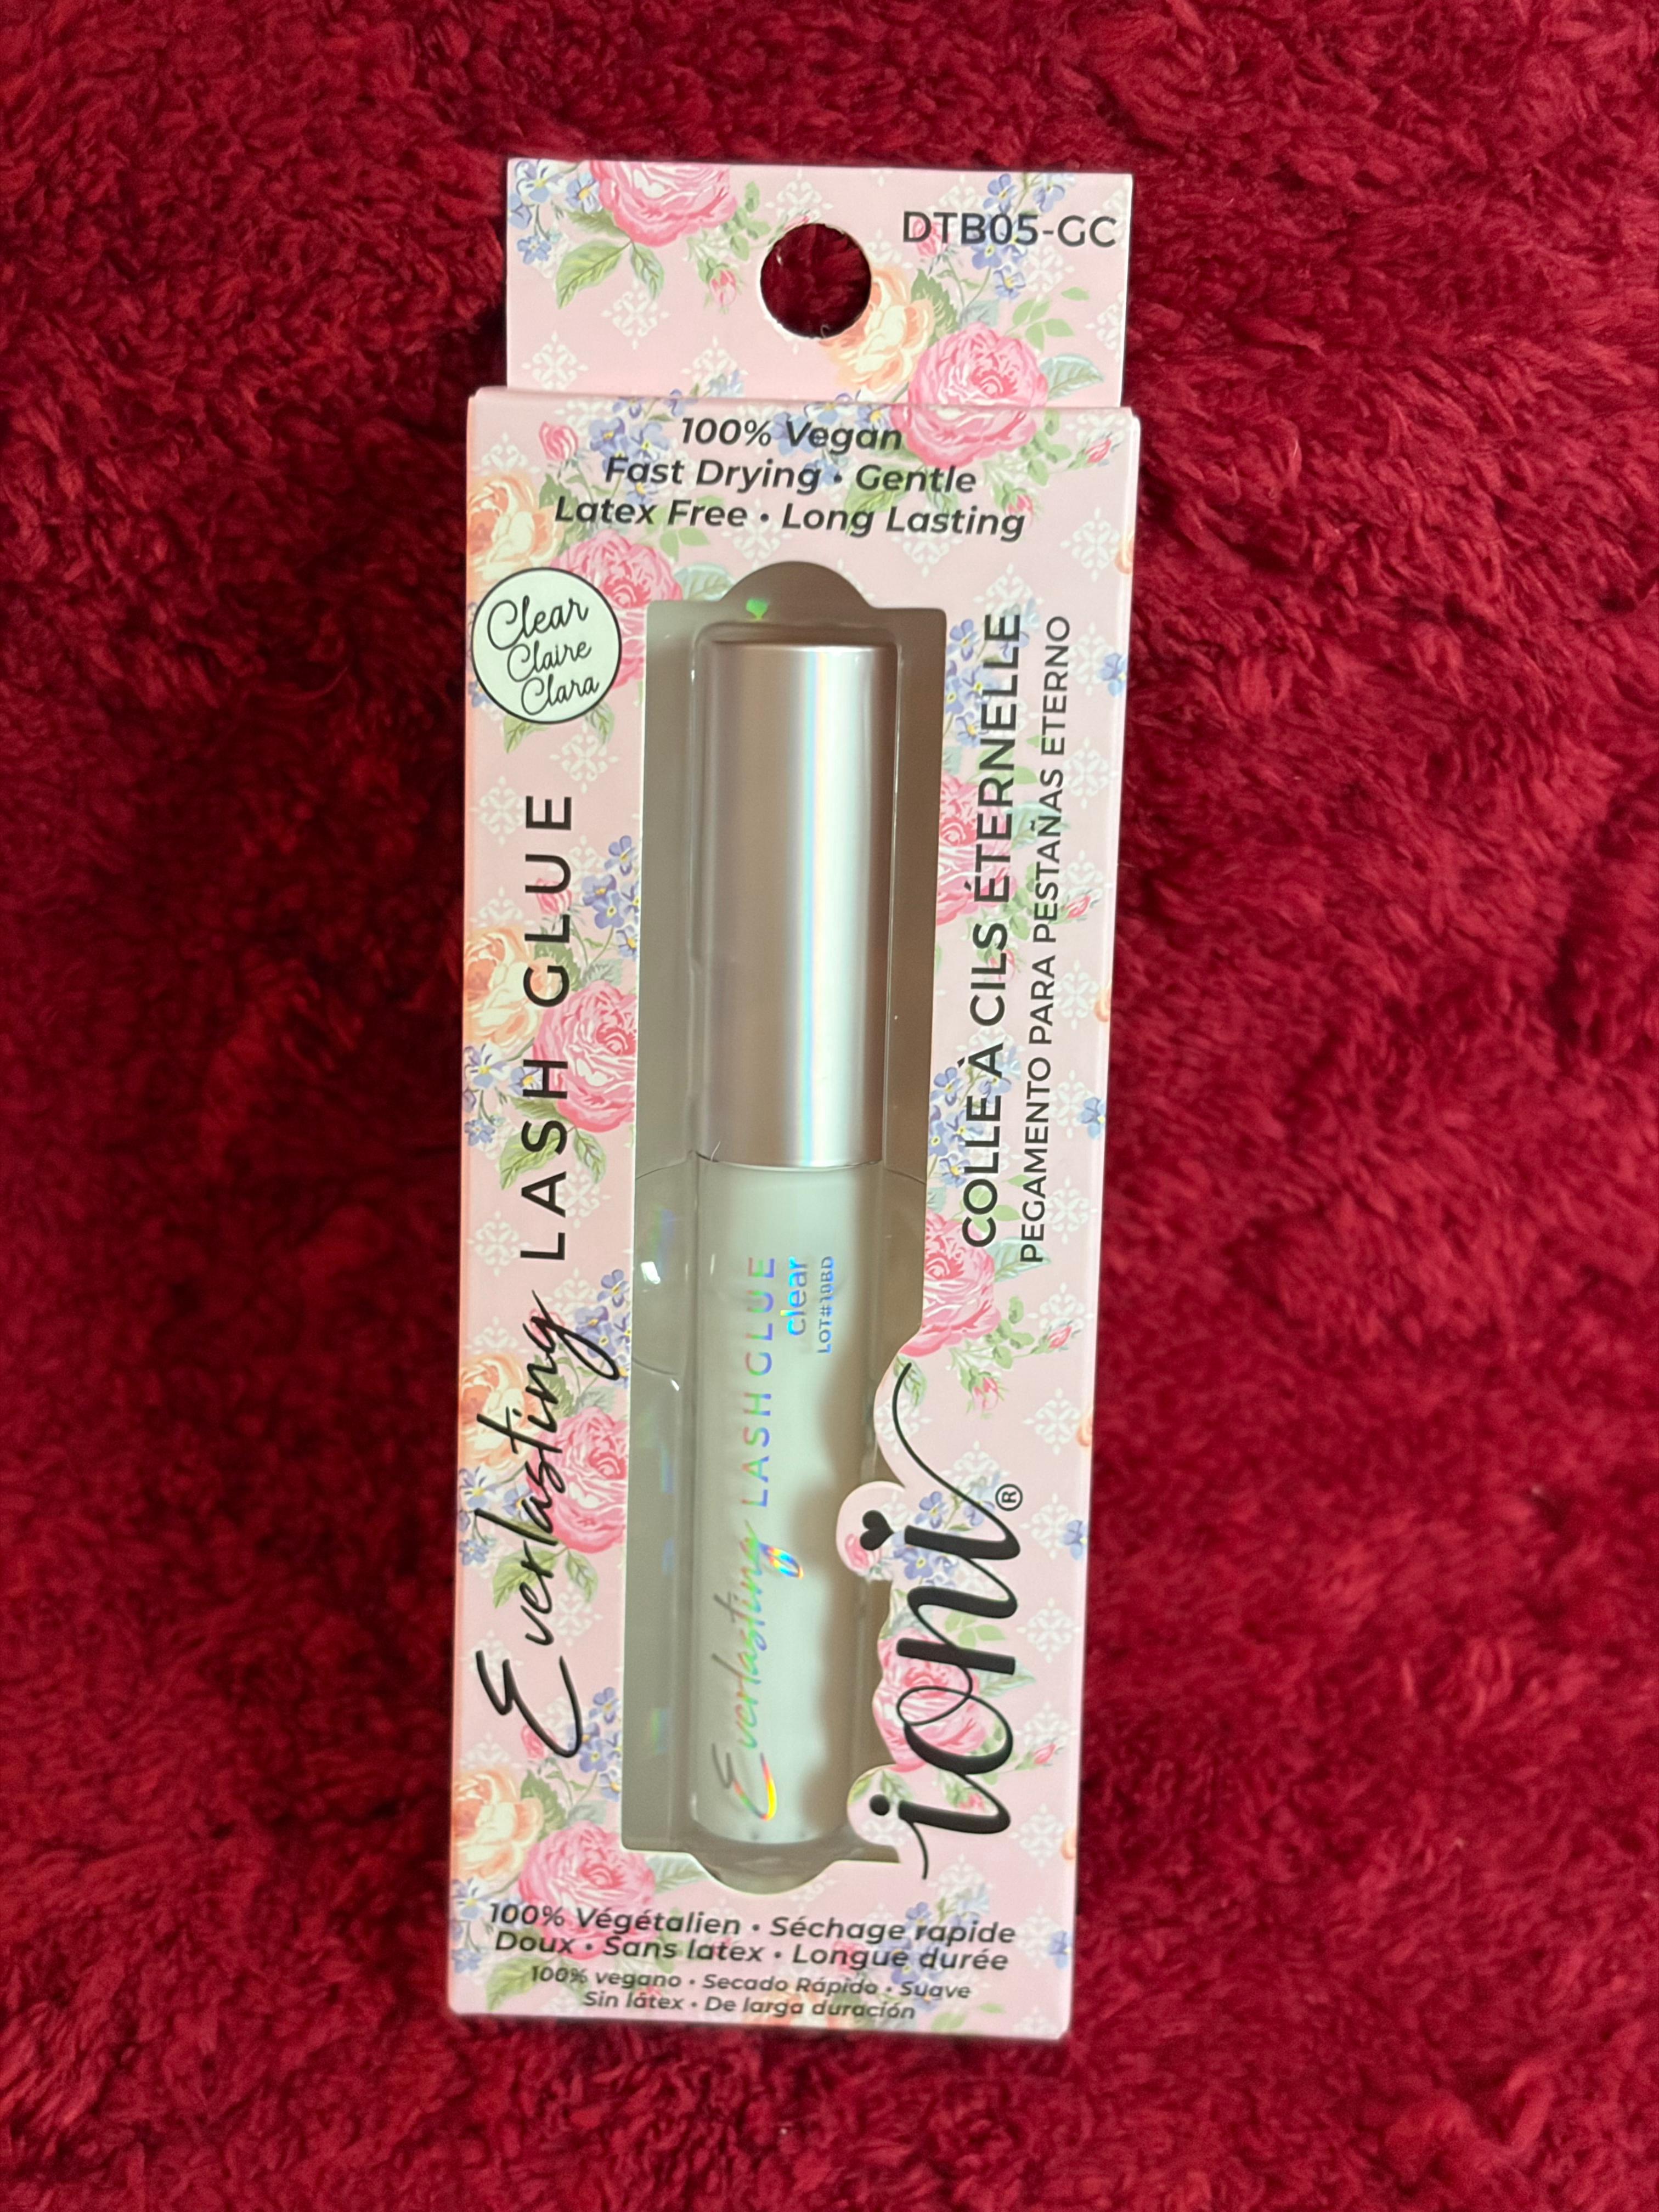 DTB05-GC
100% Vegan
Fast Drying • Gentle
Latex Free • Long Lasting
Clear
Claire
Clara
Everlasting LASH GLUE
COLLE À CILS ÉTERNELLE
PEGAMENTO PARA PESTAÑAS ETERNO
Everlasting LASH GLUE
clear
ioni®
100% Végétalien • Séchage rapide
Doux • Sans latex • Longue durée
100% vegano • Secado Rápido • Suave
Sin látex • De larga duración